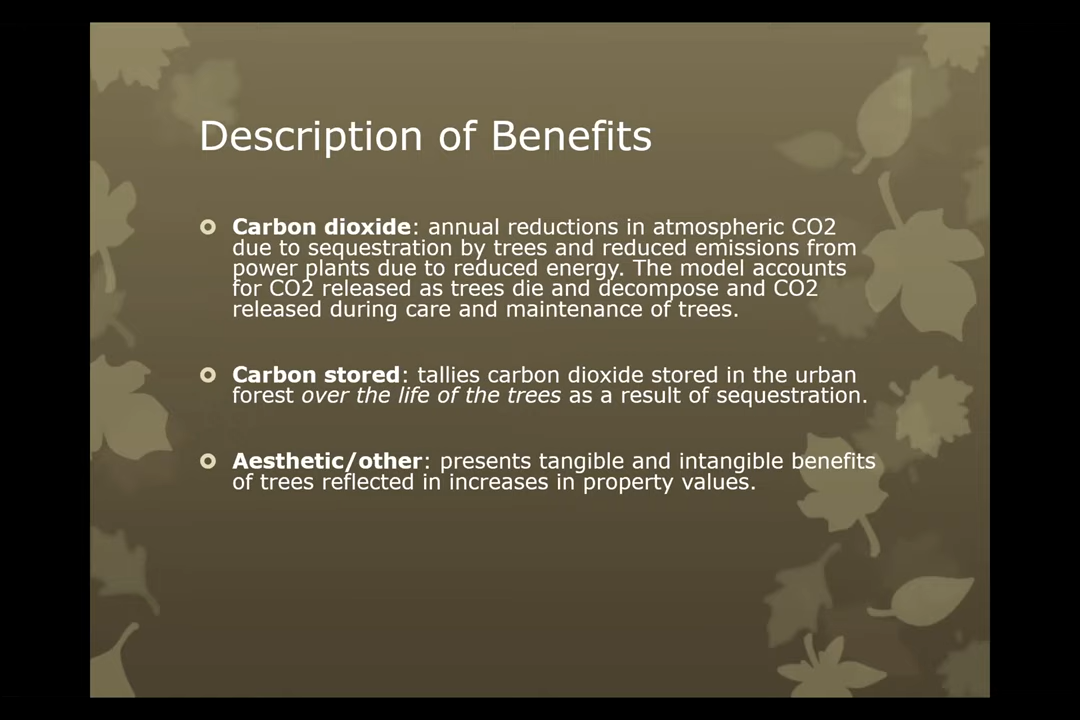 Description of Benefits
Carbon dioxide: annual reductions in atmospheric CO2
due to sequestration by trees and reduced emissions from
power plants due to reduced energy. The model accounts
for CO2 released as trees die and decompose and CO2
released during care and maintenance of trees.
Carbon stored: tallies carbon dioxide stored in the urban
forest over the life of the trees as a result of sequestration.
Aesthetic/other: presents tangible and intangible benefits
of trees reflected in increases in property values.